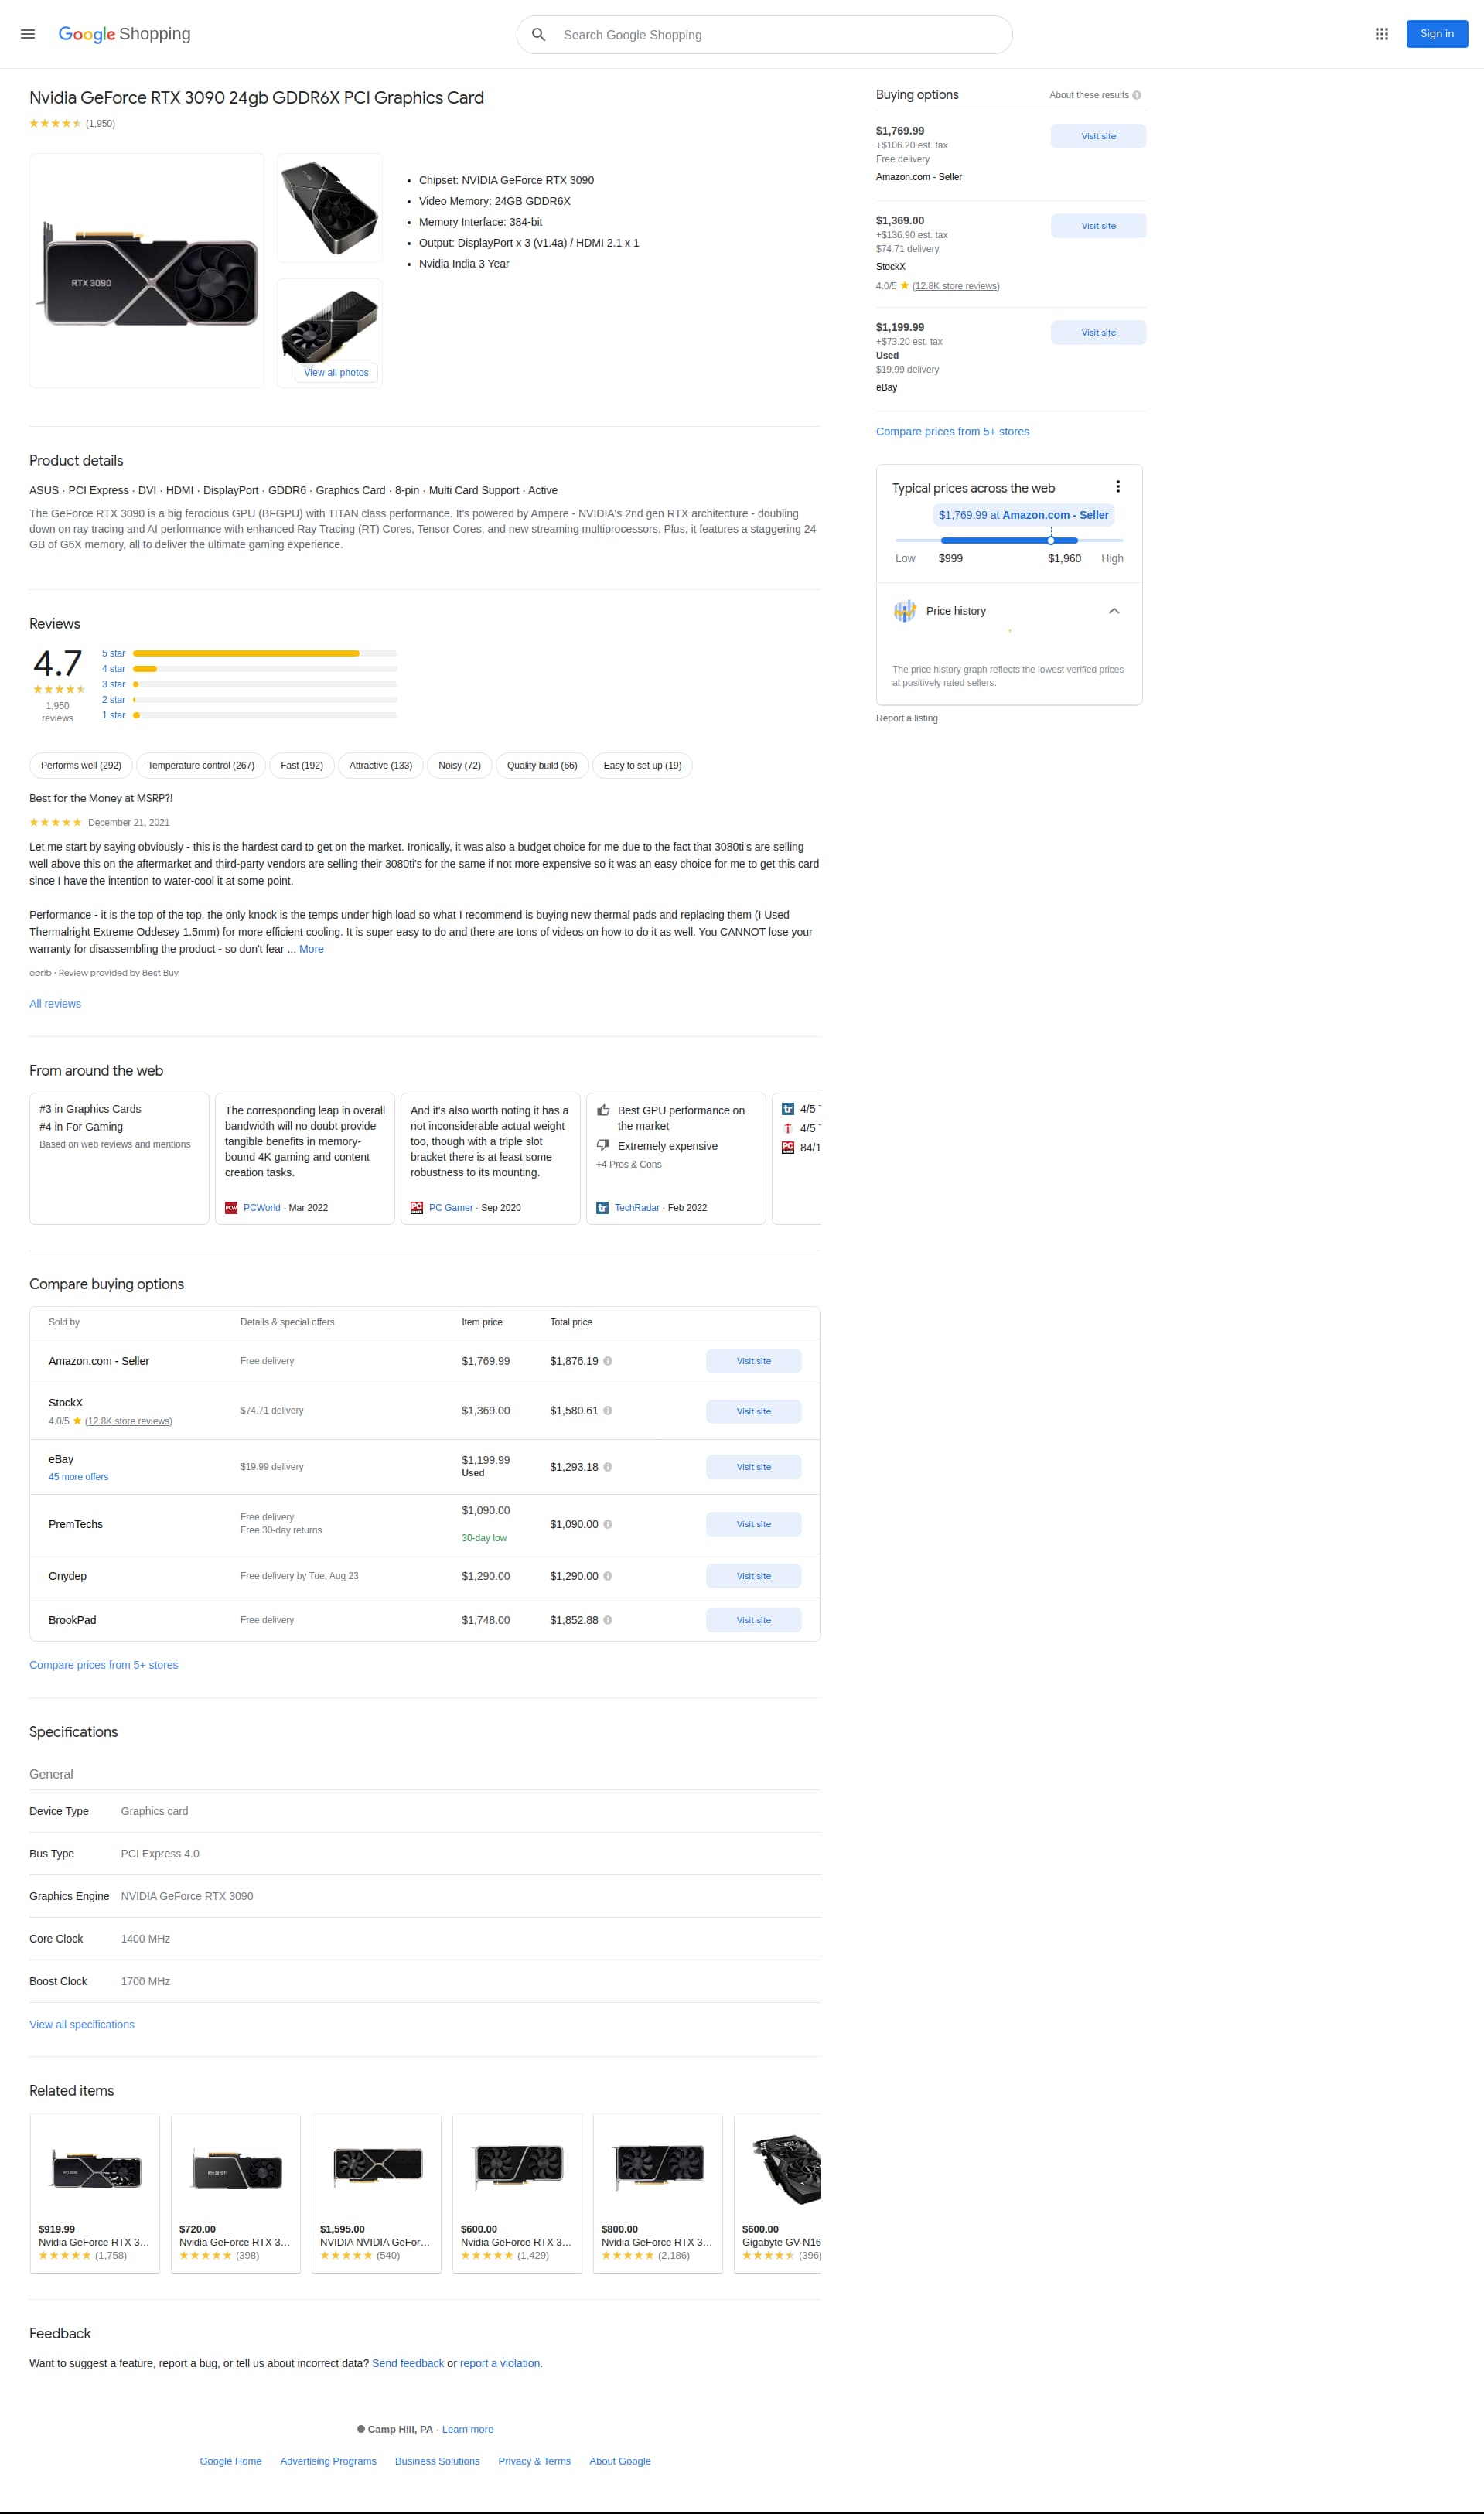 Google Shopping
Search Google Shopping
Sign in
Nvidia GeForce RTX 3090 24gb GDDR6X PCI Graphics Card
(1,950)
RTX 3090
View all photos
Chipset: NVIDIA GeForce RTX 3090
Video Memory: 24GB GDDR6X
Memory Interface: 384-bit
Output: DisplayPort x 3 (v1.4a) / HDMI 2.1 x 1
Nvidia India 3 Year
Product details
ASUS · PCI Express · DVI · HDMI · DisplayPort · GDDR6 · Graphics Card · 8-pin · Multi Card Support · Active
The GeForce RTX 3090 is a big ferocious GPU (BFGPU) with TITAN class performance. It's powered by Ampere - NVIDIA's 2nd gen RTX architecture - doubling
down on ray tracing and AI performance with enhanced Ray Tracing (RT) Cores, Tensor Cores, and new streaming multiprocessors. Plus, it features a staggering 24
GB of G6X memory, all to deliver the ultimate gaming experience.
Reviews
4.7
1,950
reviews
5 star
4 star
3 star
2 star
1 star
Performs well (292)
Temperature control (267)
Fast (192)
Attractive (133)
Noisy (72)
Quality build (66)
Easy to set up (19)
Best for the Money at MSRP?!
December 21, 2021
Let me start by saying obviously - this is the hardest card to get on the market. Ironically, it was also a budget choice for me due to the fact that 3080ti's are selling
well above this on the aftermarket and third-party vendors are selling their 3080ti's for the same if not more expensive so it was an easy choice for me to get this card
since I have the intention to water-cool it at some point.
Performance - it is the top of the top, the only knock is the temps under high load so what I recommend is buying new thermal pads and replacing them (I Used
Thermalright Extreme Oddesey 1.5mm) for more efficient cooling. It is super easy to do and there are tons of videos on how to do it as well. You CANNOT lose your
warranty for disassembling the product - so don't fear ... More
oprib · Review provided by Best Buy
All reviews
From around the web
#3 in Graphics Cards
#4 in For Gaming
Based on web reviews and mentions
The corresponding leap in overall
bandwidth will no doubt provide
tangible benefits in memory-
bound 4K gaming and content
creation tasks.
PCW PCWorld · Mar 2022
And it's also worth noting it has a
not inconsiderable actual weight
too, though with a triple slot
bracket there is at least some
robustness to its mounting.
PC PC Gamer · Sep 2020
Best GPU performance on
the market
Extremely expensive
+4 Pros & Cons
tr TechRadar · Feb 2022
tr 4/5
4/5
PC 84/1
Compare buying options
Sold by Details & special offers Item price Total price
Amazon.com - Seller Free delivery $1,769.99 $1,876.19 Visit site
StockX
4.0/5 (12.8K store reviews) $74.71 delivery $1,369.00 $1,580.61 Visit site
eBay
45 more offers
$19.99 delivery
$1,199.99
Used
$1,293.18
Visit site
PremTechs
Free delivery
Free 30-day returns
$1,090.00
30-day low
$1,090.00
Visit site
Onydep Free delivery by Tue, Aug 23 $1,290.00 $1,290.00 Visit site
BrookPad Free delivery $1,748.00 $1,852.88 Visit site
Compare prices from 5+ stores
Specifications
General
Device Type Graphics card
Bus Type PCI Express 4.0
Graphics Engine NVIDIA GeForce RTX 3090
Core Clock 1400 MHz
Boost Clock 1700 MHz
View all specifications
Related items
$919.99
Nvidia GeForce RTX 3...
(1,758)
$720.00
Nvidia GeForce RTX 3...
(398)
$1,595.00
NVIDIA NVIDIA GeFor...
(540)
$600.00
Nvidia GeForce RTX 3...
(1,429)
$800.00
Nvidia GeForce RTX 3...
(2,186)
$600.00
Gigabyte GV-N16
(396)
Feedback
Want to suggest a feature, report a bug, or tell us about incorrect data? Send feedback or report a violation.
Camp Hill, PA · Learn more
Google Home Advertising Programs Business Solutions Privacy & Terms About Google
Buying options
About these results
$1,769.99
+$106.20 est. tax
Free delivery
Amazon.com - Seller
Visit site
$1,369.00
+$136.90 est. tax
$74.71 delivery
StockX
4.0/5 (12.8K store reviews)
Visit site
$1,199.99
+$73.20 est. tax
Used
$19.99 delivery
eBay
Visit site
Compare prices from 5+ stores
Typical prices across the web
$1,769.99 at Amazon.com - Seller
Low $999 $1,960 High
Price history
The price history graph reflects the lowest verified prices
at positively rated sellers.
Report a listing